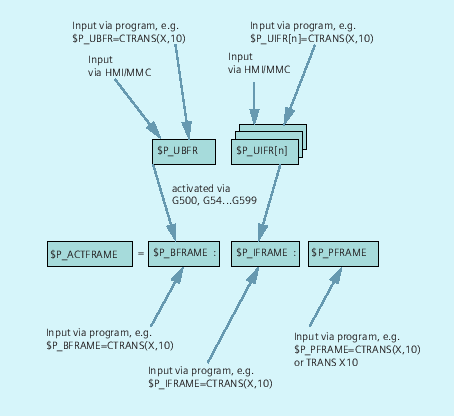 Input via program, e.g.
$P_UBFR=CTRANS(X,10)
Input via program, e.g.
$P_UIFR[n]=CTRANS(X,10)
Input
via HMI/MMC
Input
via HMI/MMC
$P_UBFR
$P_UIFR[n]
activated via
G500, G54...G599
$P_ACTFRAME = $P_BFRAME : $P_IFRAME : $P_PFRAME
Input via program, e.g.
$P_BFRAME=CTRANS(X,10)
Input via program, e.g.
$P_PFRAME=CTRANS(X,10)
or TRANS X10
Input via program, e.g.
$P_IFRAME=CTRANS(X,10)